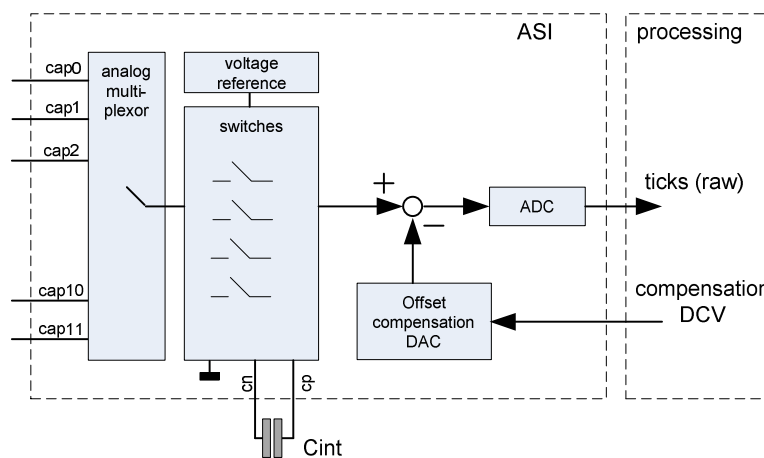 ASI
processing
cap0
cap1
cap2
cap10
cap11
analog
multi-
plexor
voltage
reference
switches
+
−
ADC
ticks (raw)
Offset
compensation
DAC
compensation
DCV
cn
cp
Cint